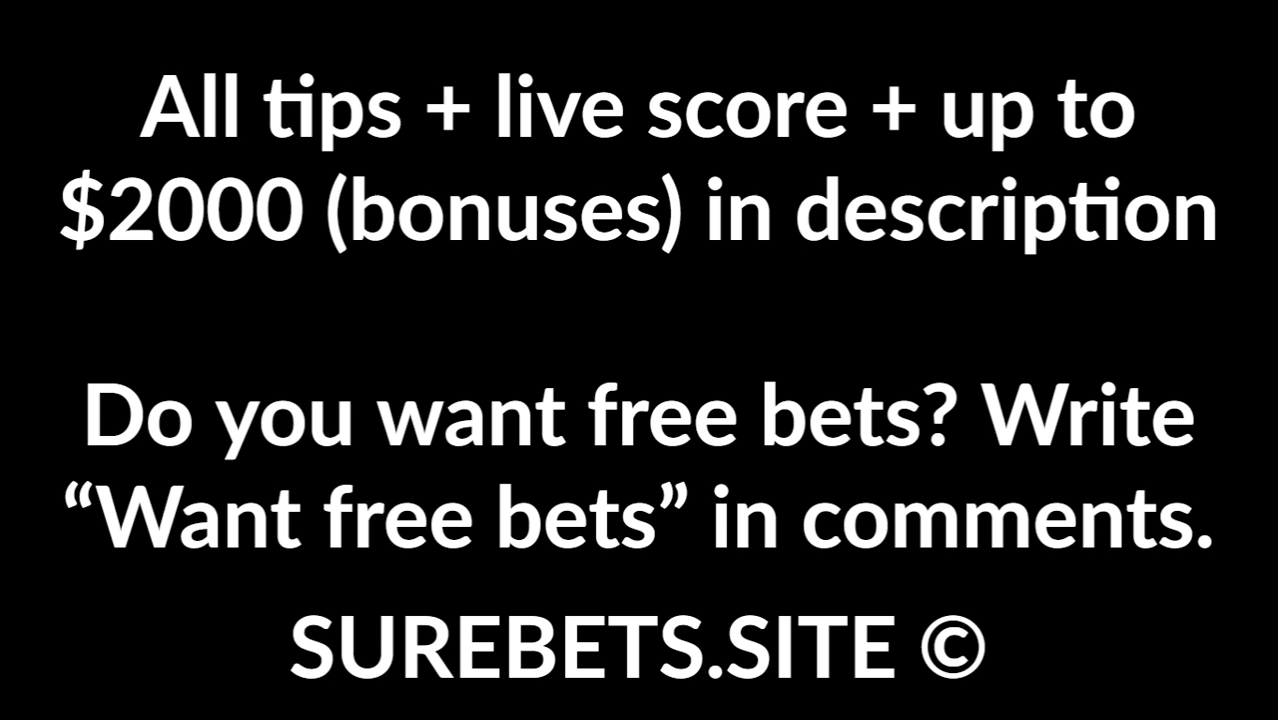 All tips + live score + up to
$2000 (bonuses) in description
Do you want free bets? Write
“Want free bets” in comments.
SUREBETS.SITE ©